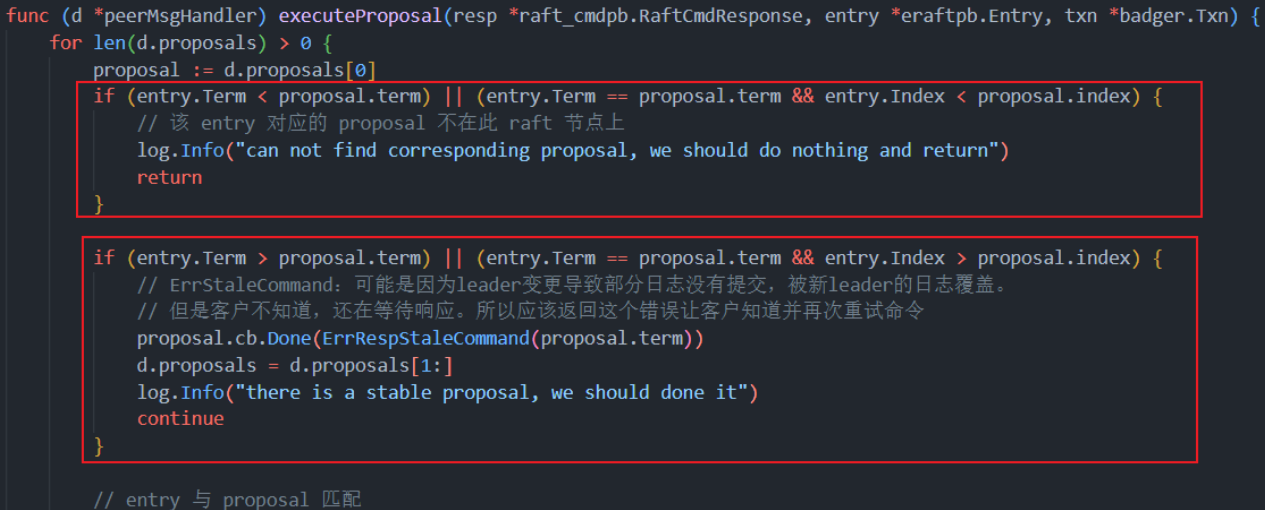 func (d *peerMsgHandler) executeProposal(resp *raft_cmdpb.RaftCmdResponse, entry *eraftpb.Entry, txn *badger.Txn) {
for len(d.proposals) > 0 {
proposal := d.proposals[0]
if (entry.Term < proposal.term) || (entry.Term == proposal.term && entry.Index < proposal.index) {
// 该 entry 对应的 proposal 不在此 raft 节点上
log.Info("can not find corresponding proposal, we should do nothing and return")
return
}
if (entry.Term > proposal.term) || (entry.Term == proposal.term && entry.Index > proposal.index) {
// ErrStaleCommand：可能是因为leader变更导致部分日志没有提交，被新leader的日志覆盖。
// 但是客户不知道，还在等待响应。所以应该返回这个错误让客户知道并再次重试命令
proposal.cb.Done(ErrRespStaleCommand(proposal.term))
d.proposals = d.proposals[1:]
log.Info("there is a stable proposal, we should done it")
continue
}
// entry 与 proposal 匹配